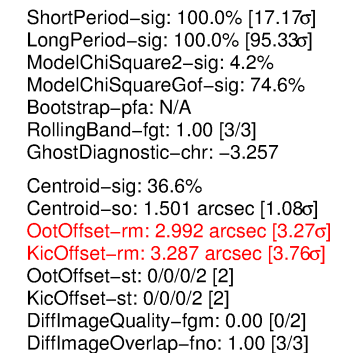 ShortPeriod−sig: 100.0% [17.17σ]
LongPeriod−sig: 100.0% [95.33σ]
ModelChiSquare2−sig: 4.2%
ModelChiSquareGof−sig: 74.6%
Bootstrap−pfa: N/A
RollingBand−fgt: 1.00 [3/3]
GhostDiagnostic−chr: −3.257
Centroid−sig: 36.6%
Centroid−so: 1.501 arcsec [1.08σ]
OotOffset−rm: 2.992 arcsec [3.27σ]
KicOffset−rm: 3.287 arcsec [3.76σ]
OotOffset−st: 0/0/0/2 [2]
KicOffset−st: 0/0/0/2 [2]
DiffImageQuality−fgm: 0.00 [0/2]
DiffImageOverlap−fno: 1.00 [3/3]